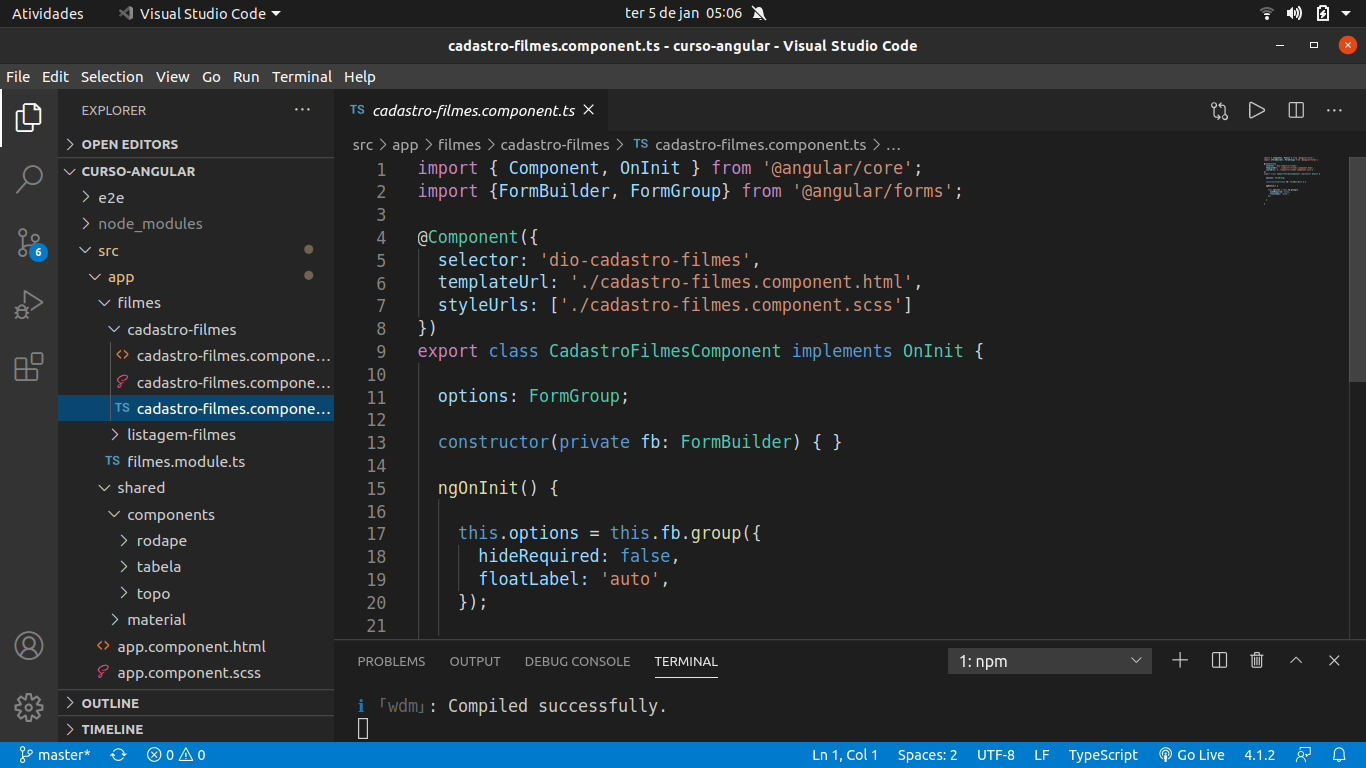 Atividades Visual Studio Code ter 5 de jan 05:06
cadastro-filmes.component.ts - curso-angular - Visual Studio Code
File Edit Selection View Go Run Terminal Help
EXPLORER
OPEN EDITORS
CURSO-ANGULAR
e2e
node_modules
src
app
filmes
cadastro-filmes
cadastro-filmes.compone...
cadastro-filmes.compone...
TS cadastro-filmes.compone...
listagem-filmes
TS filmes.module.ts
shared
components
rodape
tabela
topo
material
app.component.html
app.component.scss
OUTLINE
TIMELINE
6
TS cadastro-filmes.component.ts
src > app > filmes > cadastro-filmes > TS cadastro-filmes.component.ts > ...
1 import { Component, OnInit } from '@angular/core';
2 import {FormBuilder, FormGroup} from '@angular/forms';
3
4 @Component({
5 selector: 'dio-cadastro-filmes',
6 templateUrl: './cadastro-filmes.component.html',
7 styleUrls: ['./cadastro-filmes.component.scss']
8 })
9 export class CadastroFilmesComponent implements OnInit {
10
11 options: FormGroup;
12
13 constructor(private fb: FormBuilder) { }
14
15 ngOnInit() {
16
17 this.options = this.fb.group({
18 hideRequired: false,
19 floatLabel: 'auto',
20 });
21
PROBLEMS OUTPUT DEBUG CONSOLE TERMINAL 1: npm
i 「wdm」: Compiled successfully.
master* 0 0 Ln 1, Col 1 Spaces: 2 UTF-8 LF TypeScript Go Live 4.1.2